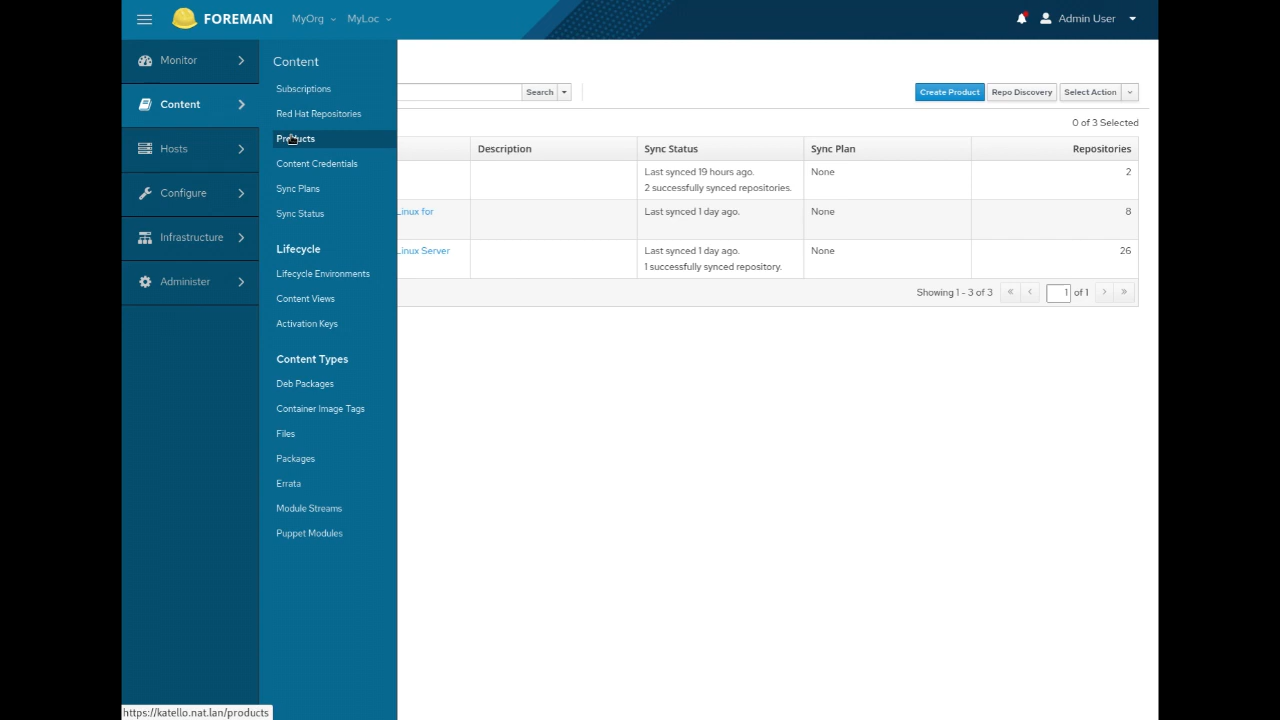 FOREMAN
MyOrg
MyLoc
Admin User
Monitor
Content
Hosts
Configure
Infrastructure
Administer
Content
Subscriptions
Red Hat Repositories
Products
Content Credentials
Sync Plans
Sync Status
Lifecycle
Lifecycle Environments
Content Views
Activation Keys
Content Types
Deb Packages
Container Image Tags
Files
Packages
Errata
Module Streams
Puppet Modules
Search
Create Product
Repo Discovery
Select Action
0 of 3 Selected
Description
Sync Status
Sync Plan
Repositories
Last synced 19 hours ago.
2 successfully synced repositories.
None
2
Linux for
Last synced 1 day ago.
None
8
Linux Server
Last synced 1 day ago.
1 successfully synced repository.
None
26
Showing 1 - 3 of 3 « ‹ 1 of 1 › »
https://katello.nat.lan/products